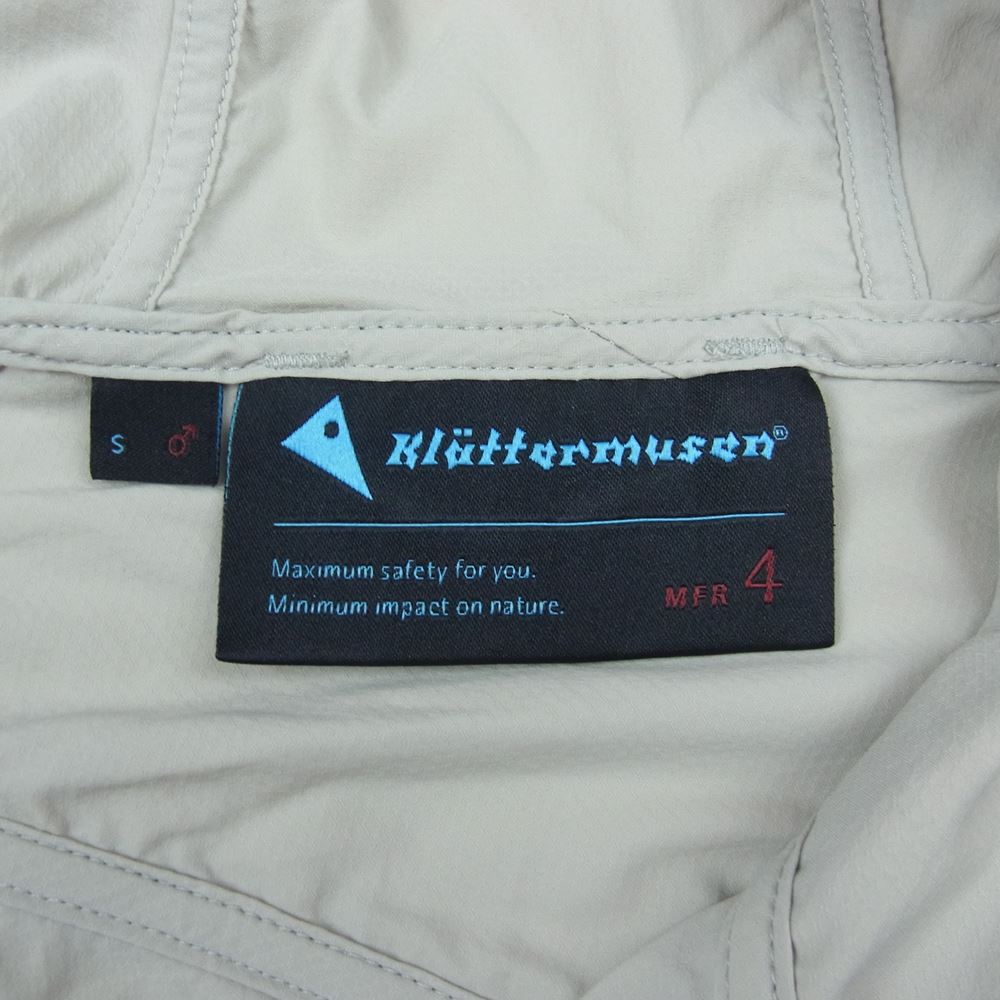 S ♂
Klättermusen®
Maximum safety for you.
Minimum impact on nature.
MFR 4